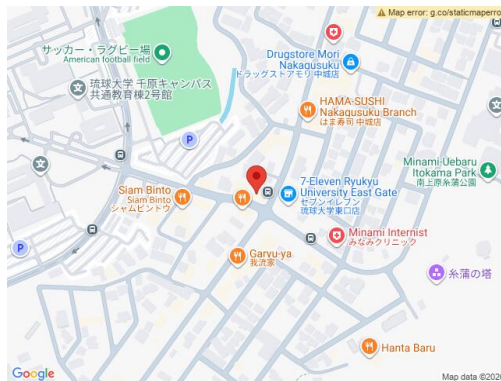 Map error: g.co/staticmaperro
サッカー・ラグビー場
American football field
Drugstore Mori
Nakagusuku
ドラッグストアモリ 中城店
琉球大学 千原キャンパス
共通教育棟2号館
HAMA-SUSHI
Nakagusuku Branch
はま寿司 中城店
P
Minami-Uebaru
Itokama Park
南上原糸蒲公園
Siam Binto
Siam Binto
シャムビントウ
7-Eleven Ryukyu
University East Gate
セブンイレブン
琉球大学東口店
P
Minami Internist
みなみクリニック
Garyu-ya
我流家
糸蒲の塔
Hanta Baru
Google
Map data ©2026